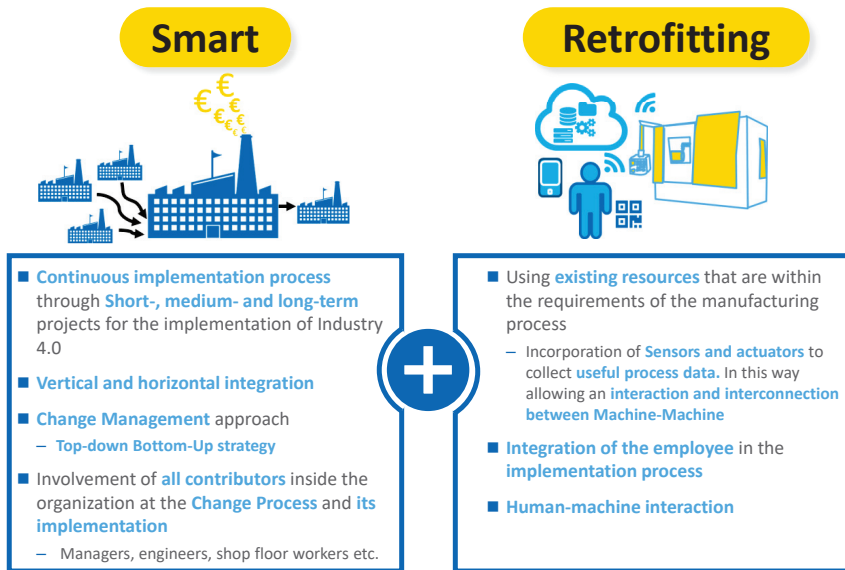 Smart
Retrofitting
€
€
€
€
€
€
€
€
■ Continuous implementation process
through Short-, medium- and long-term
projects for the implementation of Industry
4.0
■ Vertical and horizontal integration
■ Change Management approach
– Top-down Bottom-Up strategy
■ Involvement of all contributors inside the
organization at the Change Process and its
implementation
– Managers, engineers, shop floor workers etc.
+
■ Using existing resources that are within
the requirements of the manufacturing
process
– Incorporation of Sensors and actuators to
collect useful process data. In this way
allowing an interaction and interconnection
between Machine-Machine
■ Integration of the employee in the
implementation process
■ Human-machine interaction